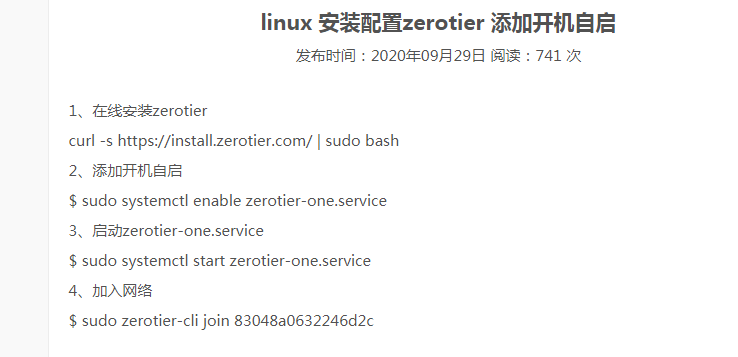 linux 安装配置zerotier 添加开机自启
发布时间：2020年09月29日 阅读：741 次
1、在线安装zerotier
curl -s https://install.zerotier.com/ | sudo bash
2、添加开机自启
$ sudo systemctl enable zerotier-one.service
3、启动zerotier-one.service
$ sudo systemctl start zerotier-one.service
4、加入网络
$ sudo zerotier-cli join 83048a0632246d2c